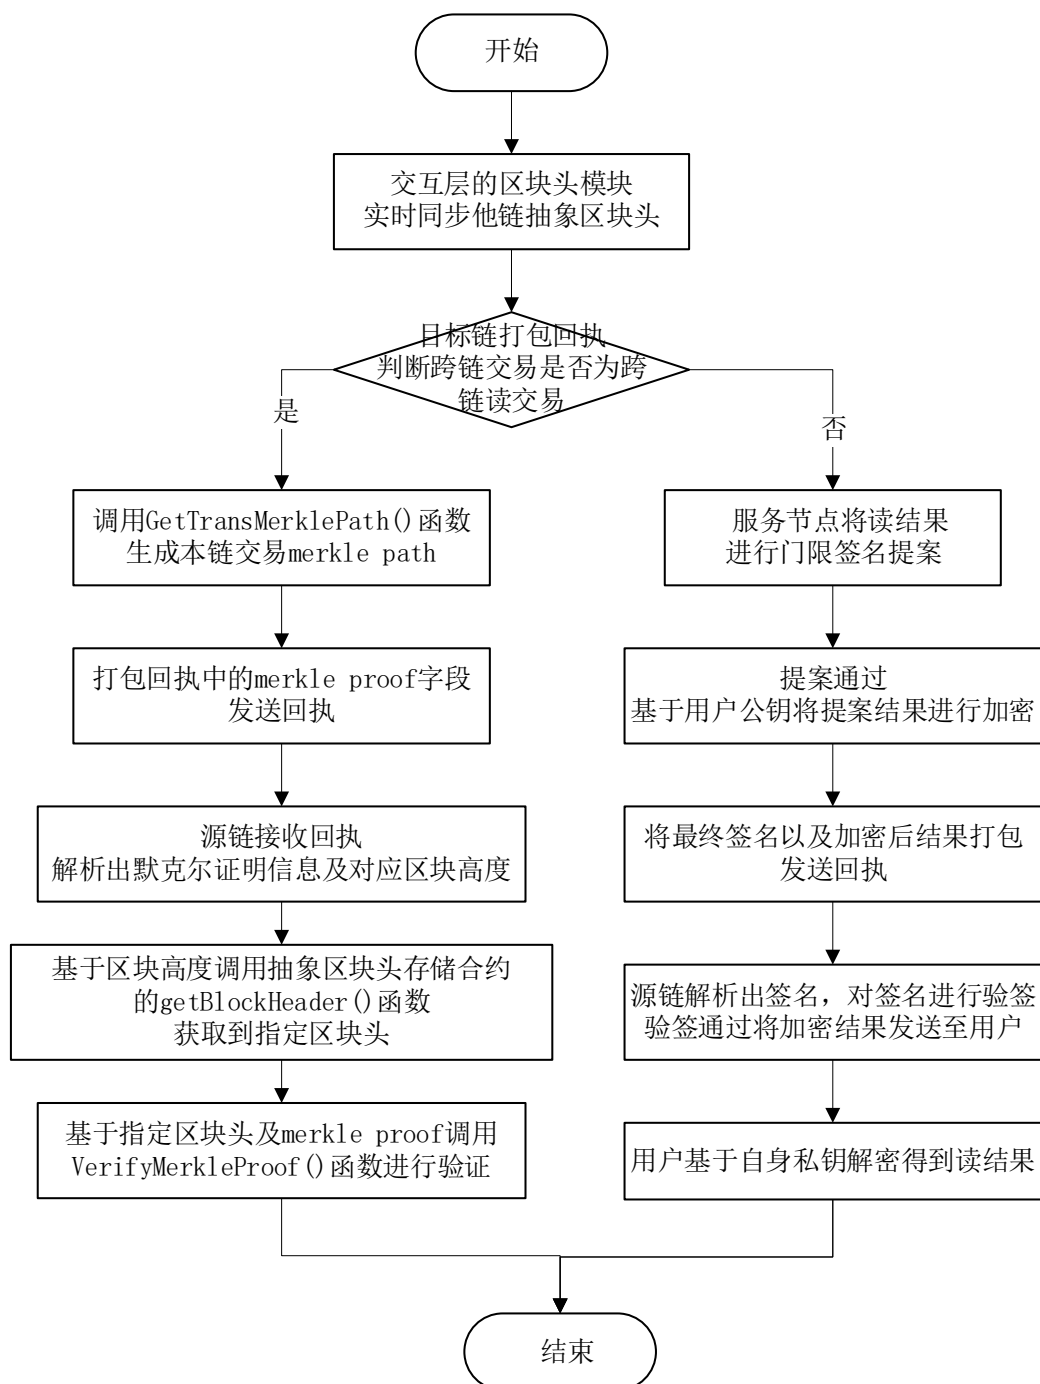 开始
交互层的区块头模块
实时同步他链抽象区块头
目标链打包回执
判断跨链交易是否为跨
链读交易
是
否
调用GetTransMerklePath()函数
生成本链交易merkle path
打包回执中的merkle proof字段
发送回执
源链接收回执
解析出默克尔证明信息及对应区块高度
基于区块高度调用抽象区块头存储合约
的getBlockHeader()函数
获取到指定区块头
基于指定区块头及merkle proof调用
VerifyMerkleProof()函数进行验证
服务节点将读结果
进行门限签名提案
提案通过
基于用户公钥将提案结果进行加密
将最终签名以及加密后结果打包
发送回执
源链解析出签名，对签名进行验签
验签通过将加密结果发送至用户
用户基于自身私钥解密得到读结果
结束